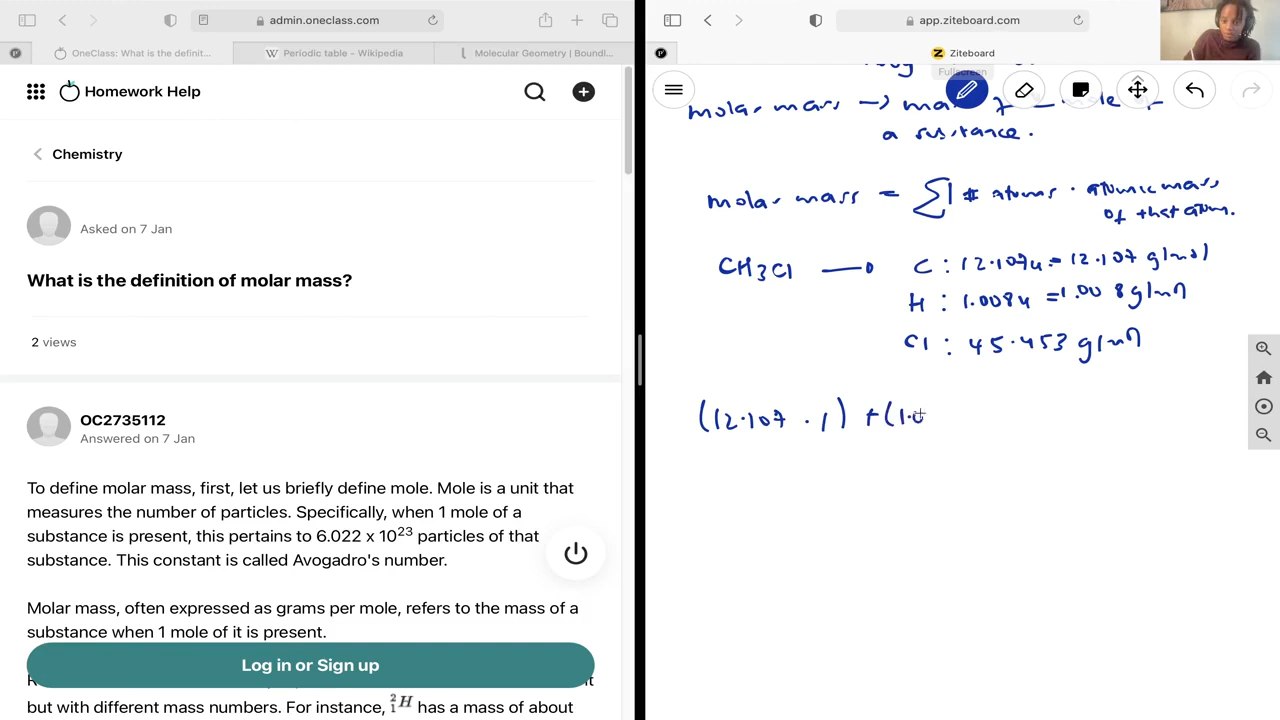 admin.oneclass.com
OneClass: What is the definit...
Periodic table - Wikipedia
Molecular Geometry | Boundl...
Homework Help
Chemistry
Asked on 7 Jan
What is the definition of molar mass?
2 views
OC2735112
Answered on 7 Jan
To define molar mass, first, let us briefly define mole. Mole is a unit that
measures the number of particles. Specifically, when 1 mole of a
substance is present, this pertains to 6.022 x 10²³ particles of that
substance. This constant is called Avogadro's number.
Molar mass, often expressed as grams per mole, refers to the mass of a
substance when 1 mole of it is present.
Log in or Sign up
but with different mass numbers. For instance, ²₁H has a mass of about
app.ziteboard.com
Ziteboard
Fullscreen
molar mass → mas of
a substance.
molar mass = ∑ # atoms · atomic mass
of that atom.
CH3Cl → C : 12.107u = 12.107 g/mol
H : 1.008u = 1.008 g/mol
Cl : 45.453 g/mol
(12.107 · 1) + (1.0